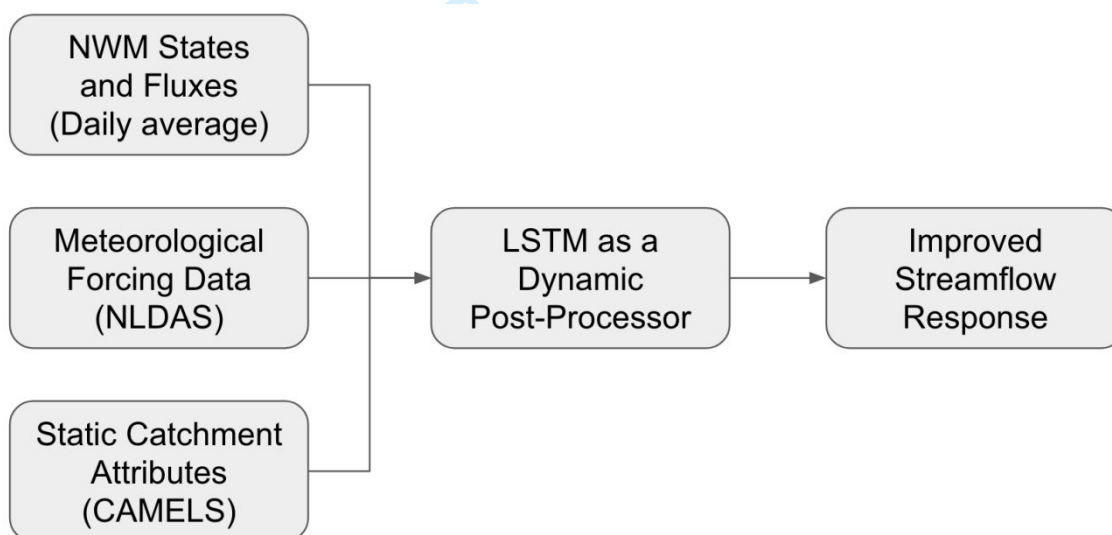 NWM States
and Fluxes
(Daily average)
Meteorological
Forcing Data
(NLDAS)
Static Catchment
Attributes
(CAMELS)
LSTM as a
Dynamic
Post-Processor
Improved
Streamflow
Response